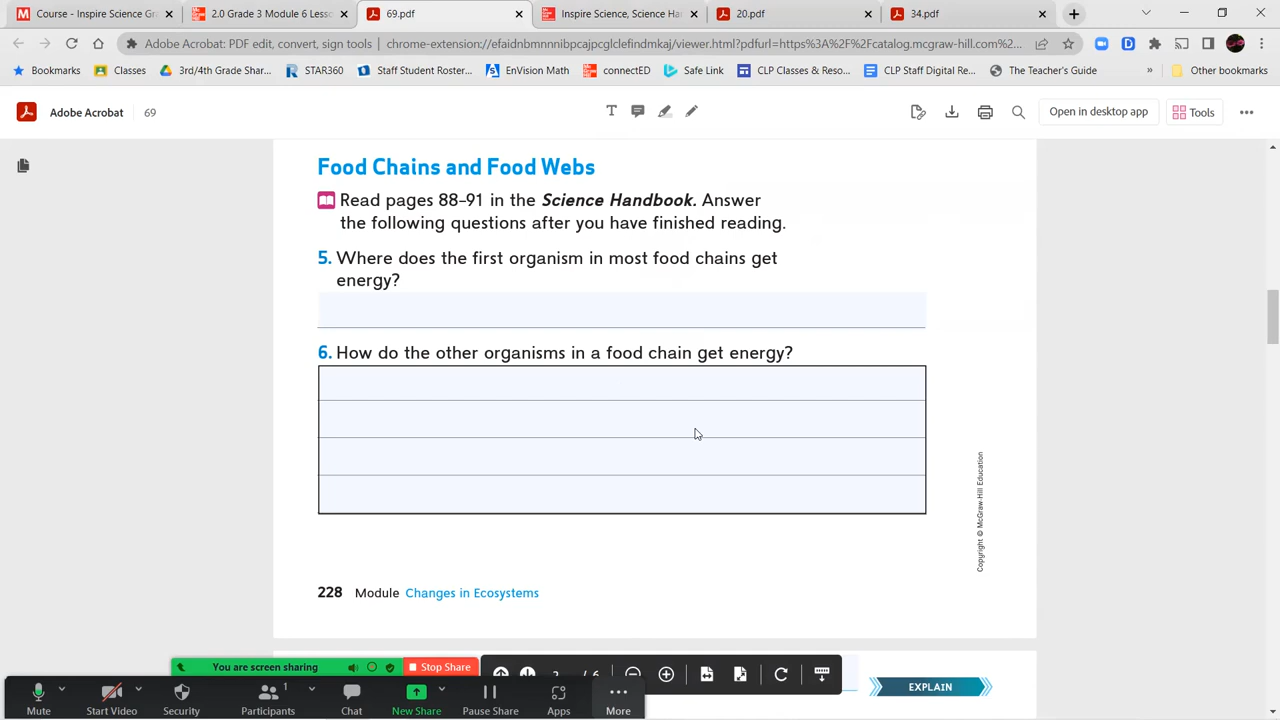 Course - Inspire Science Gra
2.0 Grade 3 Module 6 Lesso
69.pdf
Inspire Science, Science Han
20.pdf
34.pdf
Adobe Acrobat: PDF edit, convert, sign tools
chrome-extension://efaidnbmnnnibpcajpcglclefindmkaj/viewer.html?pdfurl=https%3A%2F%2Fcatalog.mcgraw-hill.com%2...
Bookmarks
Classes
3rd/4th Grade Shar...
STAR360
Staff Student Roster...
EnVision Math
connectED
Safe Link
CLP Classes & Reso...
CLP Staff Digital Re...
The Teacher's Guide
»
Other bookmarks
Adobe Acrobat
69
Open in desktop app
Tools
Food Chains and Food Webs
Read pages 88–91 in the Science Handbook. Answer
the following questions after you have finished reading.
5. Where does the first organism in most food chains get
energy?
6. How do the other organisms in a food chain get energy?
Copyright © McGraw-Hill Education
228 Module Changes in Ecosystems
You are screen sharing
Stop Share
EXPLAIN
Mute
Start Video
Security
Participants
1
Chat
New Share
Pause Share
Apps
More